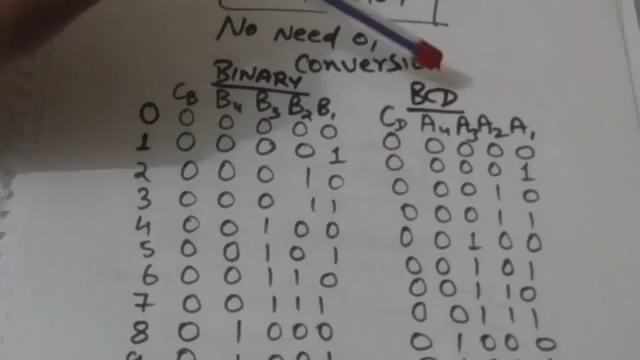 No need of
Conversion
BINARY BCD
CB B4 B3 B2 B1 CD A4 A3 A2 A1
0 0 0 0 0 0 0 0 0 0 0
1 0 0 0 0 1 0 0 0 0 1
2 0 0 0 1 0 0 0 0 1 0
3 0 0 0 1 1 0 0 0 1 1
4 0 0 1 0 0 0 0 1 0 0
5 0 0 1 0 1 0 0 1 0 1
6 0 0 1 1 0 0 0 1 1 0
7 0 0 1 1 1 0 0 1 1 1
8 0 1 0 0 0 0 1 0 0 0